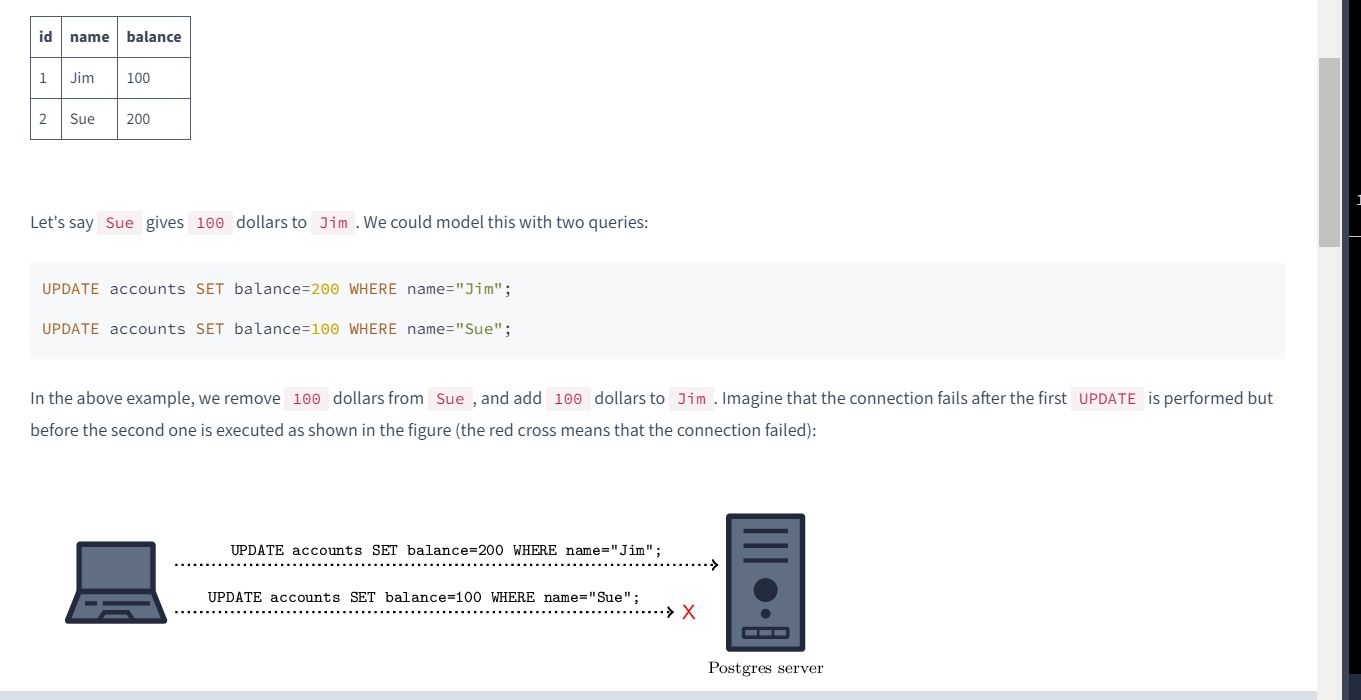 id name balance
1 Jim 100
2 Sue 200
Let's say Sue gives 100 dollars to Jim . We could model this with two queries:
UPDATE accounts SET balance=200 WHERE name="Jim";
UPDATE accounts SET balance=100 WHERE name="Sue";
In the above example, we remove 100 dollars from Sue , and add 100 dollars to Jim . Imagine that the connection fails after the first UPDATE is performed but
before the second one is executed as shown in the figure (the red cross means that the connection failed):
UPDATE accounts SET balance=200 WHERE name="Jim";
UPDATE accounts SET balance=100 WHERE name="Sue";
X
Postgres server